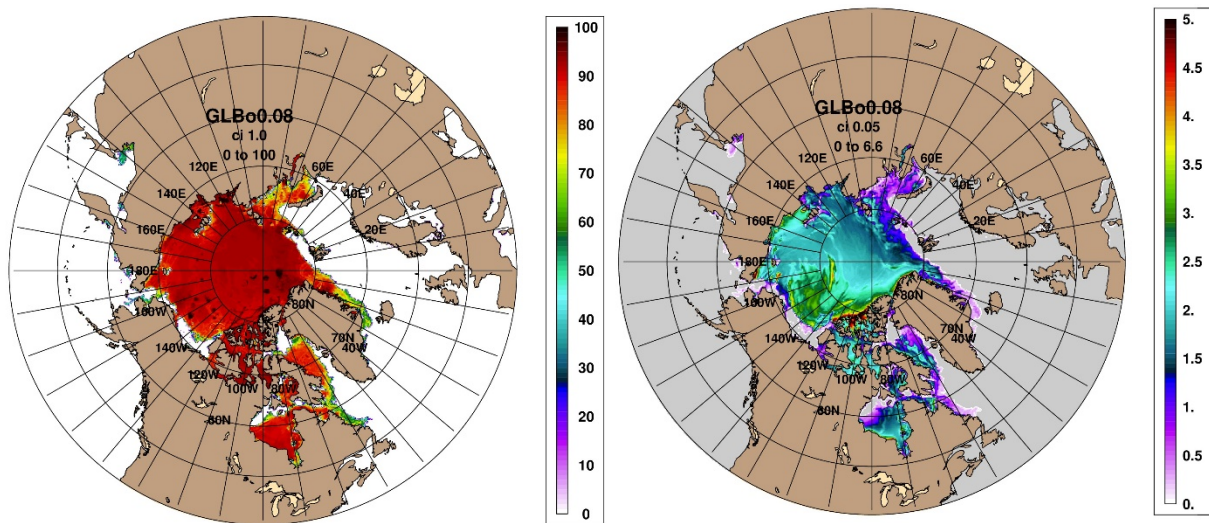 GLBo0.08
ci 1.0
0 to 100
120E
60E
140E
40E
160E
20E
180E
80N
160W
70N
140W
40W
120W
100W
80W
60N
100
90
80
70
60
50
40
30
20
10
0
GLBo0.08
ci 0.05
0 to 6.6
120E
60E
140E
40E
160E
20E
180E
80N
160W
70N
140W
40W
120W
100W
80W
60N
5.
4.5
4.
3.5
3.
2.5
2.
1.5
1.
0.5
0.